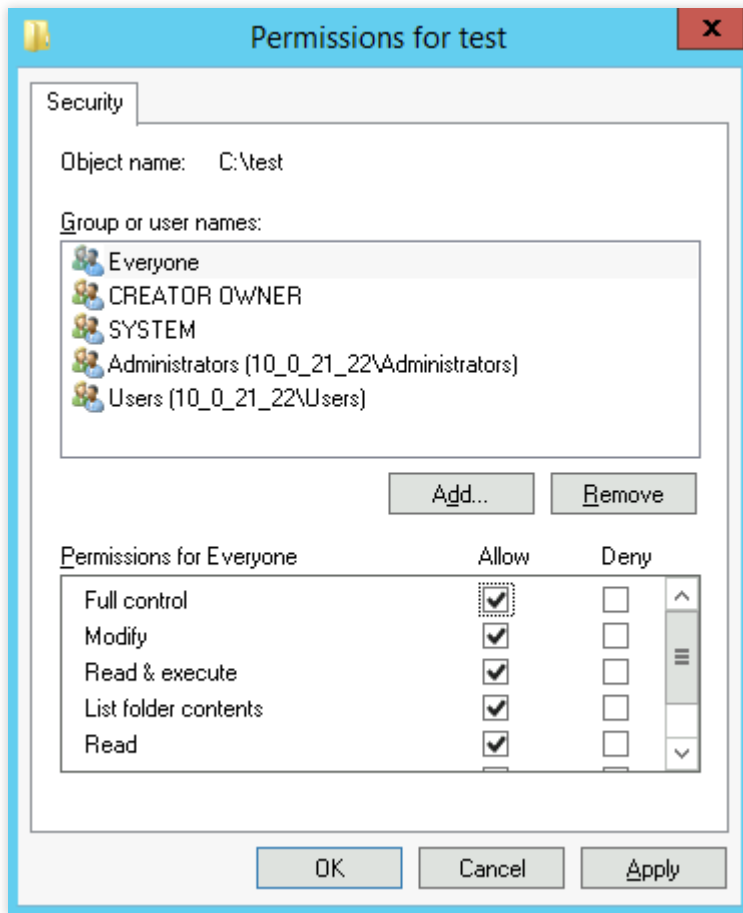 Permissions for test
x
Security
Object name: C:\test
Group or user names:
Everyone
CREATOR OWNER
SYSTEM
Administrators (10_0_21_22\Administrators)
Users (10_0_21_22\Users)
Add... Remove
Permissions for Everyone Allow Deny
Full control
Modify
Read & execute
List folder contents
Read
OK Cancel Apply